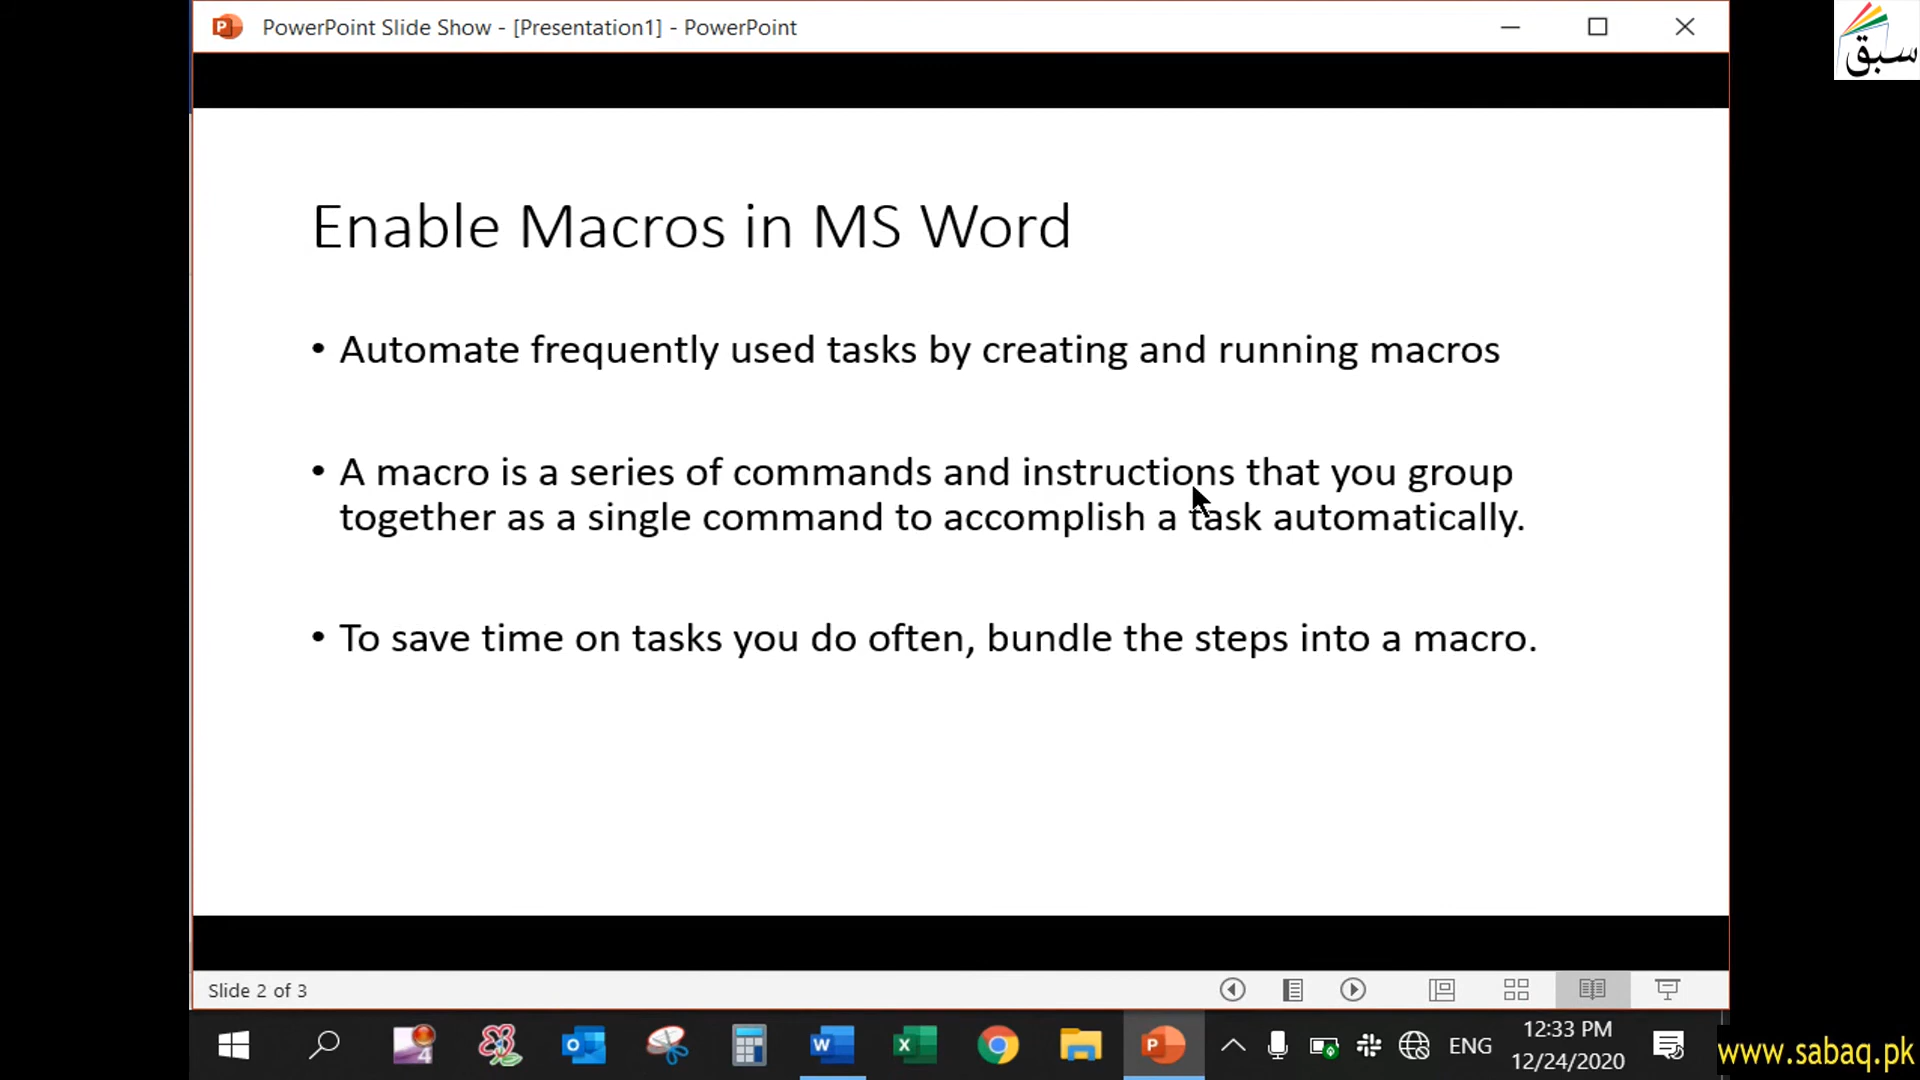 PowerPoint Slide Show - [Presentation1] - PowerPoint
سبق
Enable Macros in MS Word
• Automate frequently used tasks by creating and running macros
• A macro is a series of commands and instructions that you group
together as a single command to accomplish a task automatically.
• To save time on tasks you do often, bundle the steps into a macro.
Slide 2 of 3
ENG
12:33 PM
12/24/2020
www.sabaq.pk